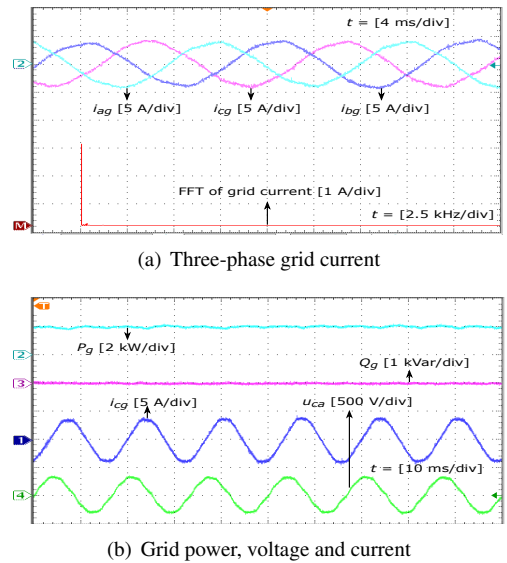 t = [4 ms/div]
2
i_ag [5 A/div] i_cg [5 A/div] i_bg [5 A/div]
FFT of grid current [1 A/div]
t = [2.5 kHz/div]
M
(a) Three-phase grid current
T
2
P_g [2 kW/div]
Q_g [1 kVar/div]
3
i_cg [5 A/div] u_ca [500 V/div]
1
t = [10 ms/div]
4
(b) Grid power, voltage and current